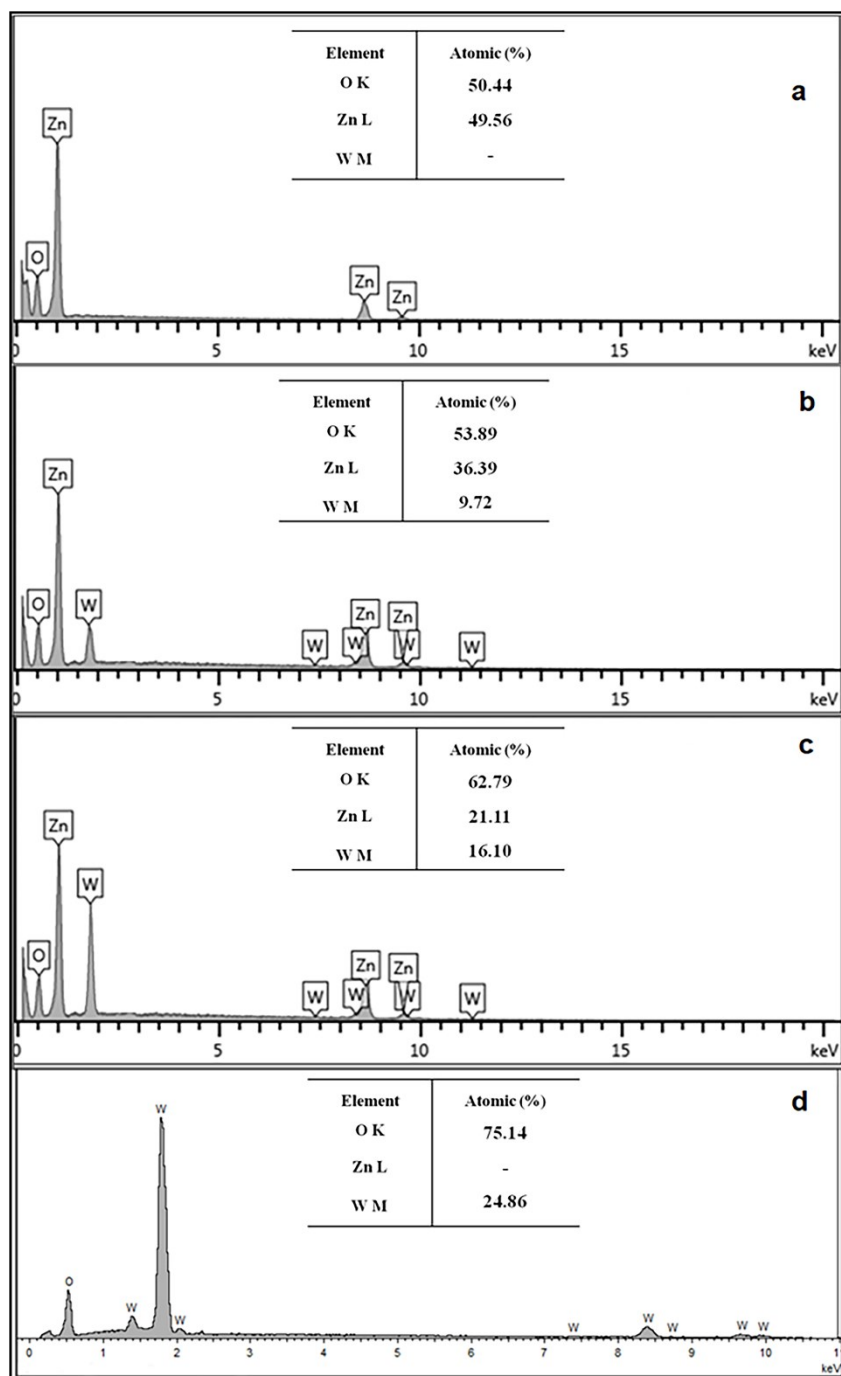 Element Atomic (%)
O K 50.44
Zn L 49.56
W M -
a
Zn
O
Zn
Zn
0 5 10 15 keV
Element Atomic (%)
O K 53.89
Zn L 36.39
W M 9.72
b
Zn
O W
Zn Zn
W W W W
0 5 10 15 keV
Element Atomic (%)
O K 62.79
Zn L 21.11
W M 16.10
c
Zn
W
O
Zn Zn
W W W W
0 5 10 15 keV
Element Atomic (%)
O K 75.14
Zn L -
W M 24.86
d
W
O
W
W
W W W W W
0 1 2 3 4 5 6 7 8 9 10
keV